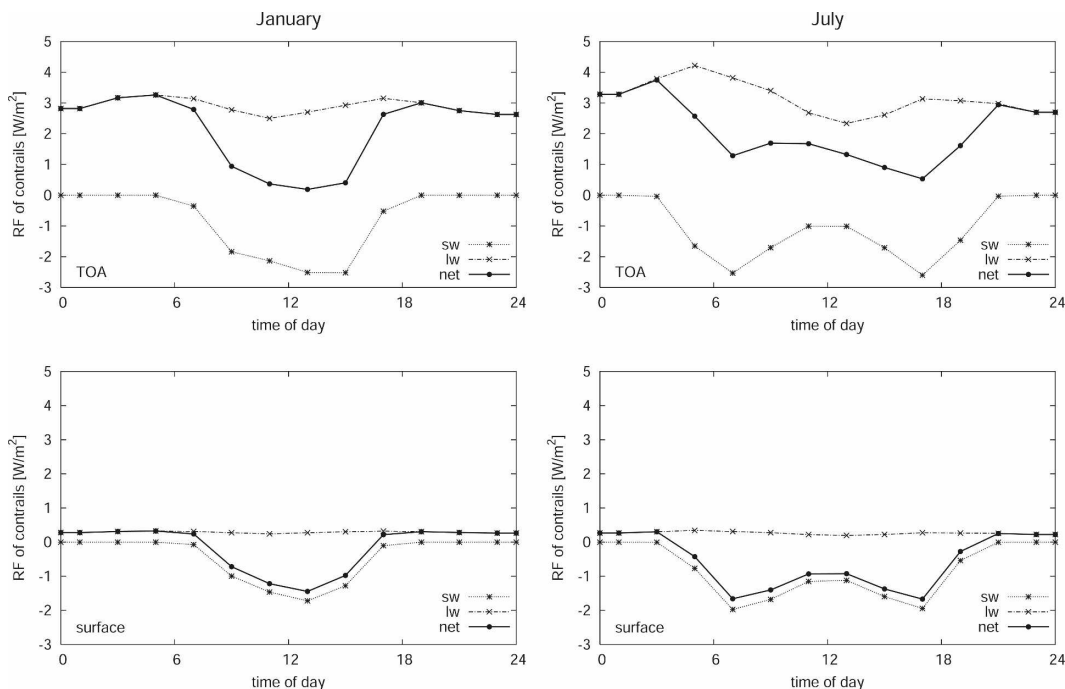 January
RF of contrails [W/m²]
5
4
3
2
1
0
-1
-2
-3
sw
lw
net
TOA
0
6
12
18
24
time of day
July
RF of contrails [W/m²]
5
4
3
2
1
0
-1
-2
-3
sw
lw
net
TOA
0
6
12
18
24
time of day
RF of contrails [W/m²]
5
4
3
2
1
0
-1
-2
-3
sw
lw
net
surface
0
6
12
18
24
time of day
RF of contrails [W/m²]
5
4
3
2
1
0
-1
-2
-3
sw
lw
net
surface
0
6
12
18
24
time of day